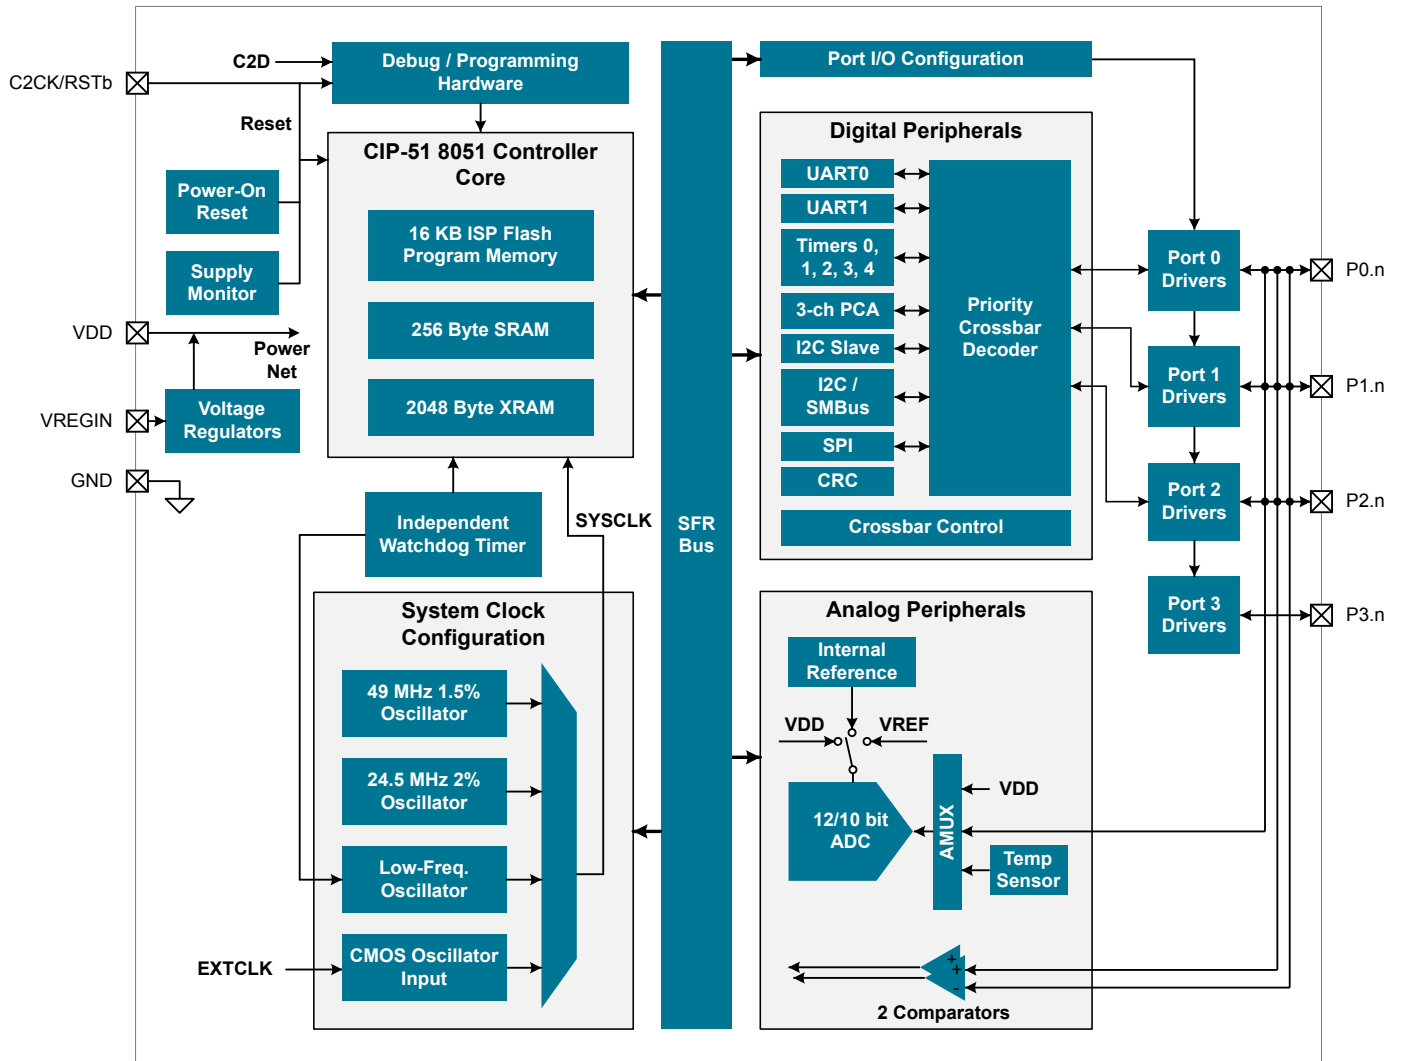 C2CK/RSTb
C2D
Debug / Programming
Hardware
Reset
Power-On
Reset
Supply
Monitor
VDD
Power
Net
VREGIN
Voltage
Regulators
GND
CIP-51 8051 Controller
Core
16 KB ISP Flash
Program Memory
256 Byte SRAM
2048 Byte XRAM
Independent
Watchdog Timer
SYSCLK
System Clock
Configuration
49 MHz 1.5%
Oscillator
24.5 MHz 2%
Oscillator
Low-Freq.
Oscillator
EXTCLK
CMOS Oscillator
Input
SFR
Bus
Port I/O Configuration
Digital Peripherals
UART0
UART1
Timers 0,
1, 2, 3, 4
3-ch PCA
I2C Slave
I2C /
SMBus
SPI
CRC
Priority
Crossbar
Decoder
Crossbar Control
Port 0
Drivers
P0.n
Port 1
Drivers
P1.n
Port 2
Drivers
P2.n
Port 3
Drivers
P3.n
Analog Peripherals
Internal
Reference
VDD
VREF
12/10 bit
ADC
AMUX
VDD
Temp
Sensor
+
+
-
2 Comparators